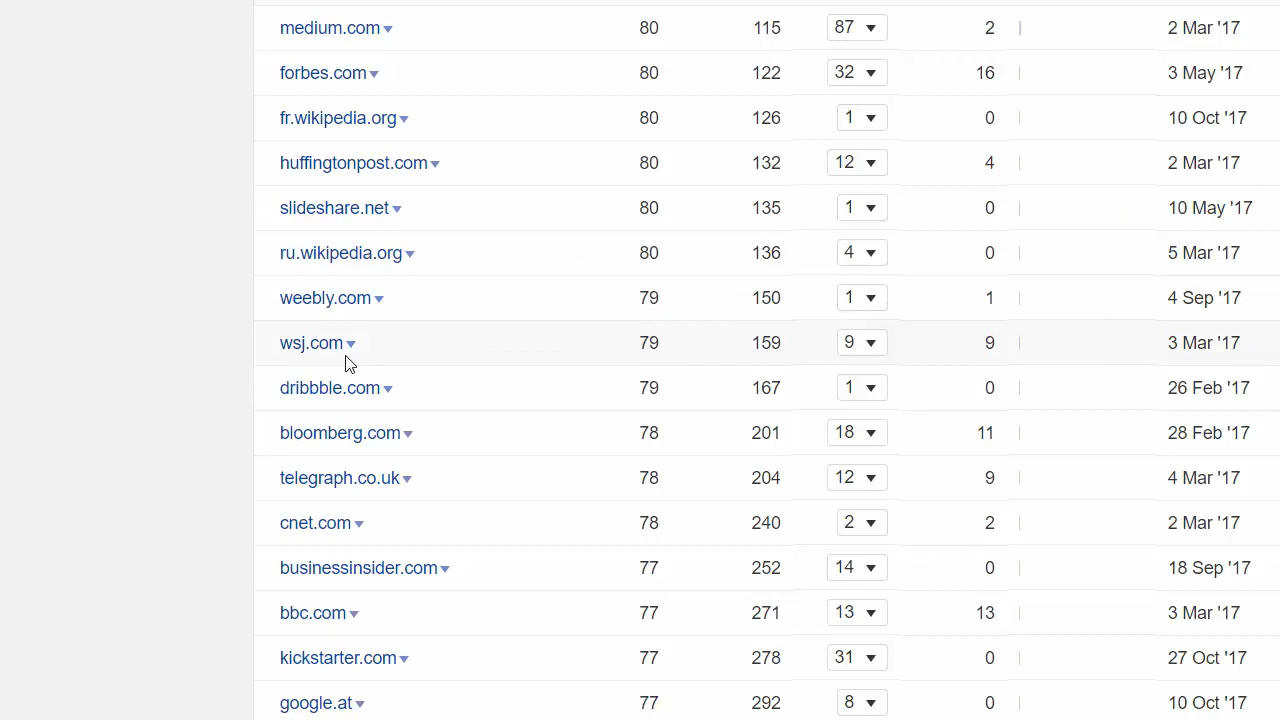 medium.com 80 115 87 2 2 Mar '17
forbes.com 80 122 32 16 3 May '17
fr.wikipedia.org 80 126 1 0 10 Oct '17
huffingtonpost.com 80 132 12 4 2 Mar '17
slideshare.net 80 135 1 0 10 May '17
ru.wikipedia.org 80 136 4 0 5 Mar '17
weebly.com 79 150 1 1 4 Sep '17
wsj.com 79 159 9 9 3 Mar '17
dribbble.com 79 167 1 0 26 Feb '17
bloomberg.com 78 201 18 11 28 Feb '17
telegraph.co.uk 78 204 12 9 4 Mar '17
cnet.com 78 240 2 2 2 Mar '17
businessinsider.com 77 252 14 0 18 Sep '17
bbc.com 77 271 13 13 3 Mar '17
kickstarter.com 77 278 31 0 27 Oct '17
google.at 77 292 8 0 10 Oct '17